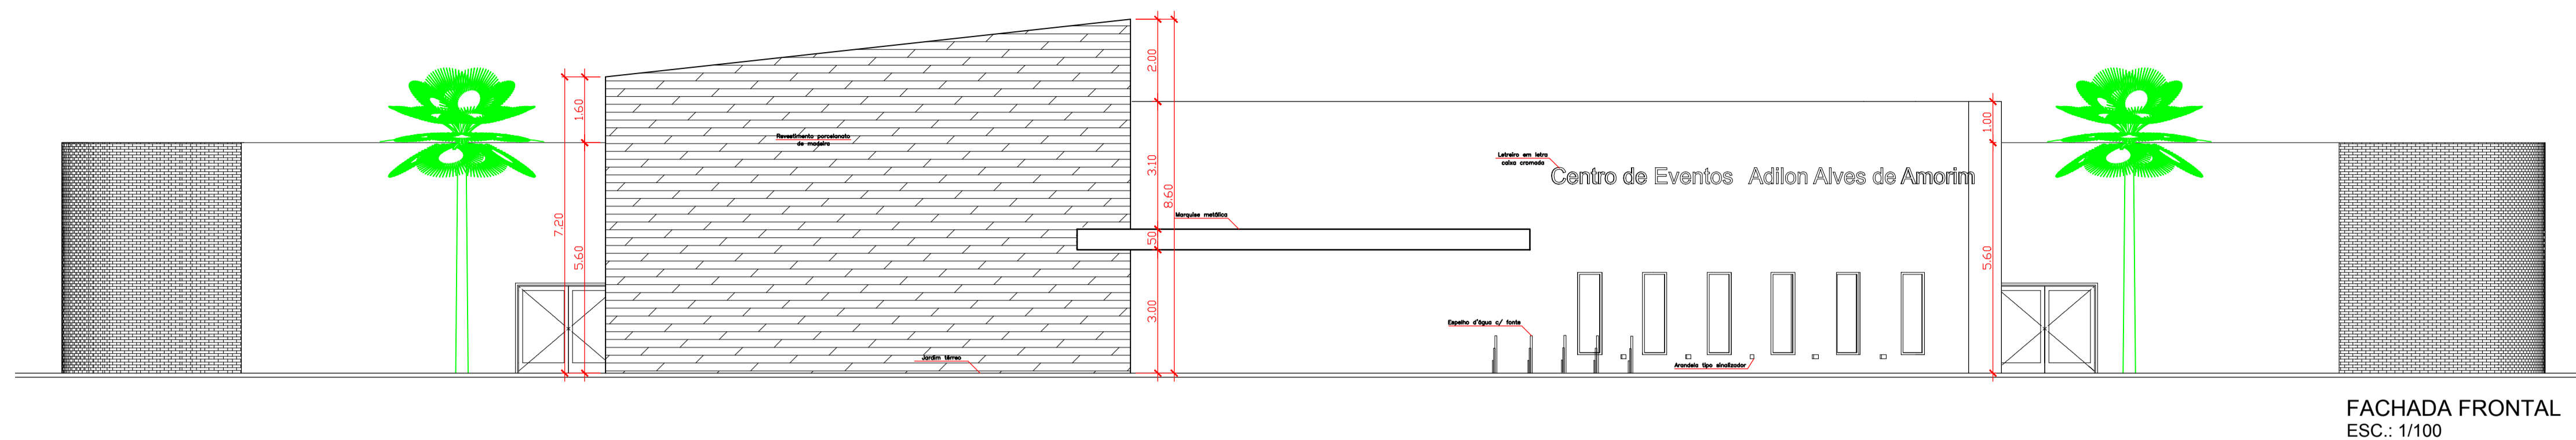 2.00
1.60
1.00
Revestimento porcelanato
de madeira
3.10
8.60
Letreiro em letra
caixa cromada
Centro de Eventos Adilon Alves de Amorim
7.20
Marquise metálica
.50
5.60
5.60
3.00
Espelho d'água c/ fonte
Jardim térreo
Arandela tipo sinalizador
FACHADA FRONTAL
ESC.: 1/100